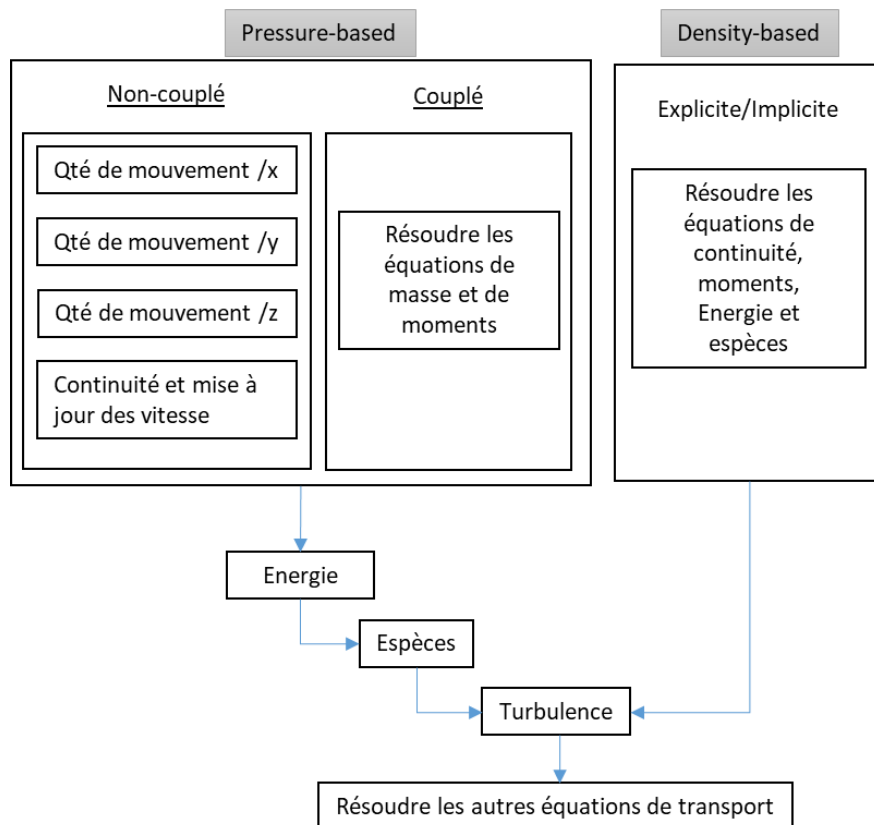 Pressure-based
Density-based
Non-couplé
Couplé
Explicite/Implicite
Qté de mouvement /x
Qté de mouvement /y
Qté de mouvement /z
Continuité et mise à
jour des vitesse
Résoudre les
équations de
masse et de
moments
Résoudre les
équations de
continuité,
moments,
Energie et
espèces
Energie
Espèces
Turbulence
Résoudre les autres équations de transport